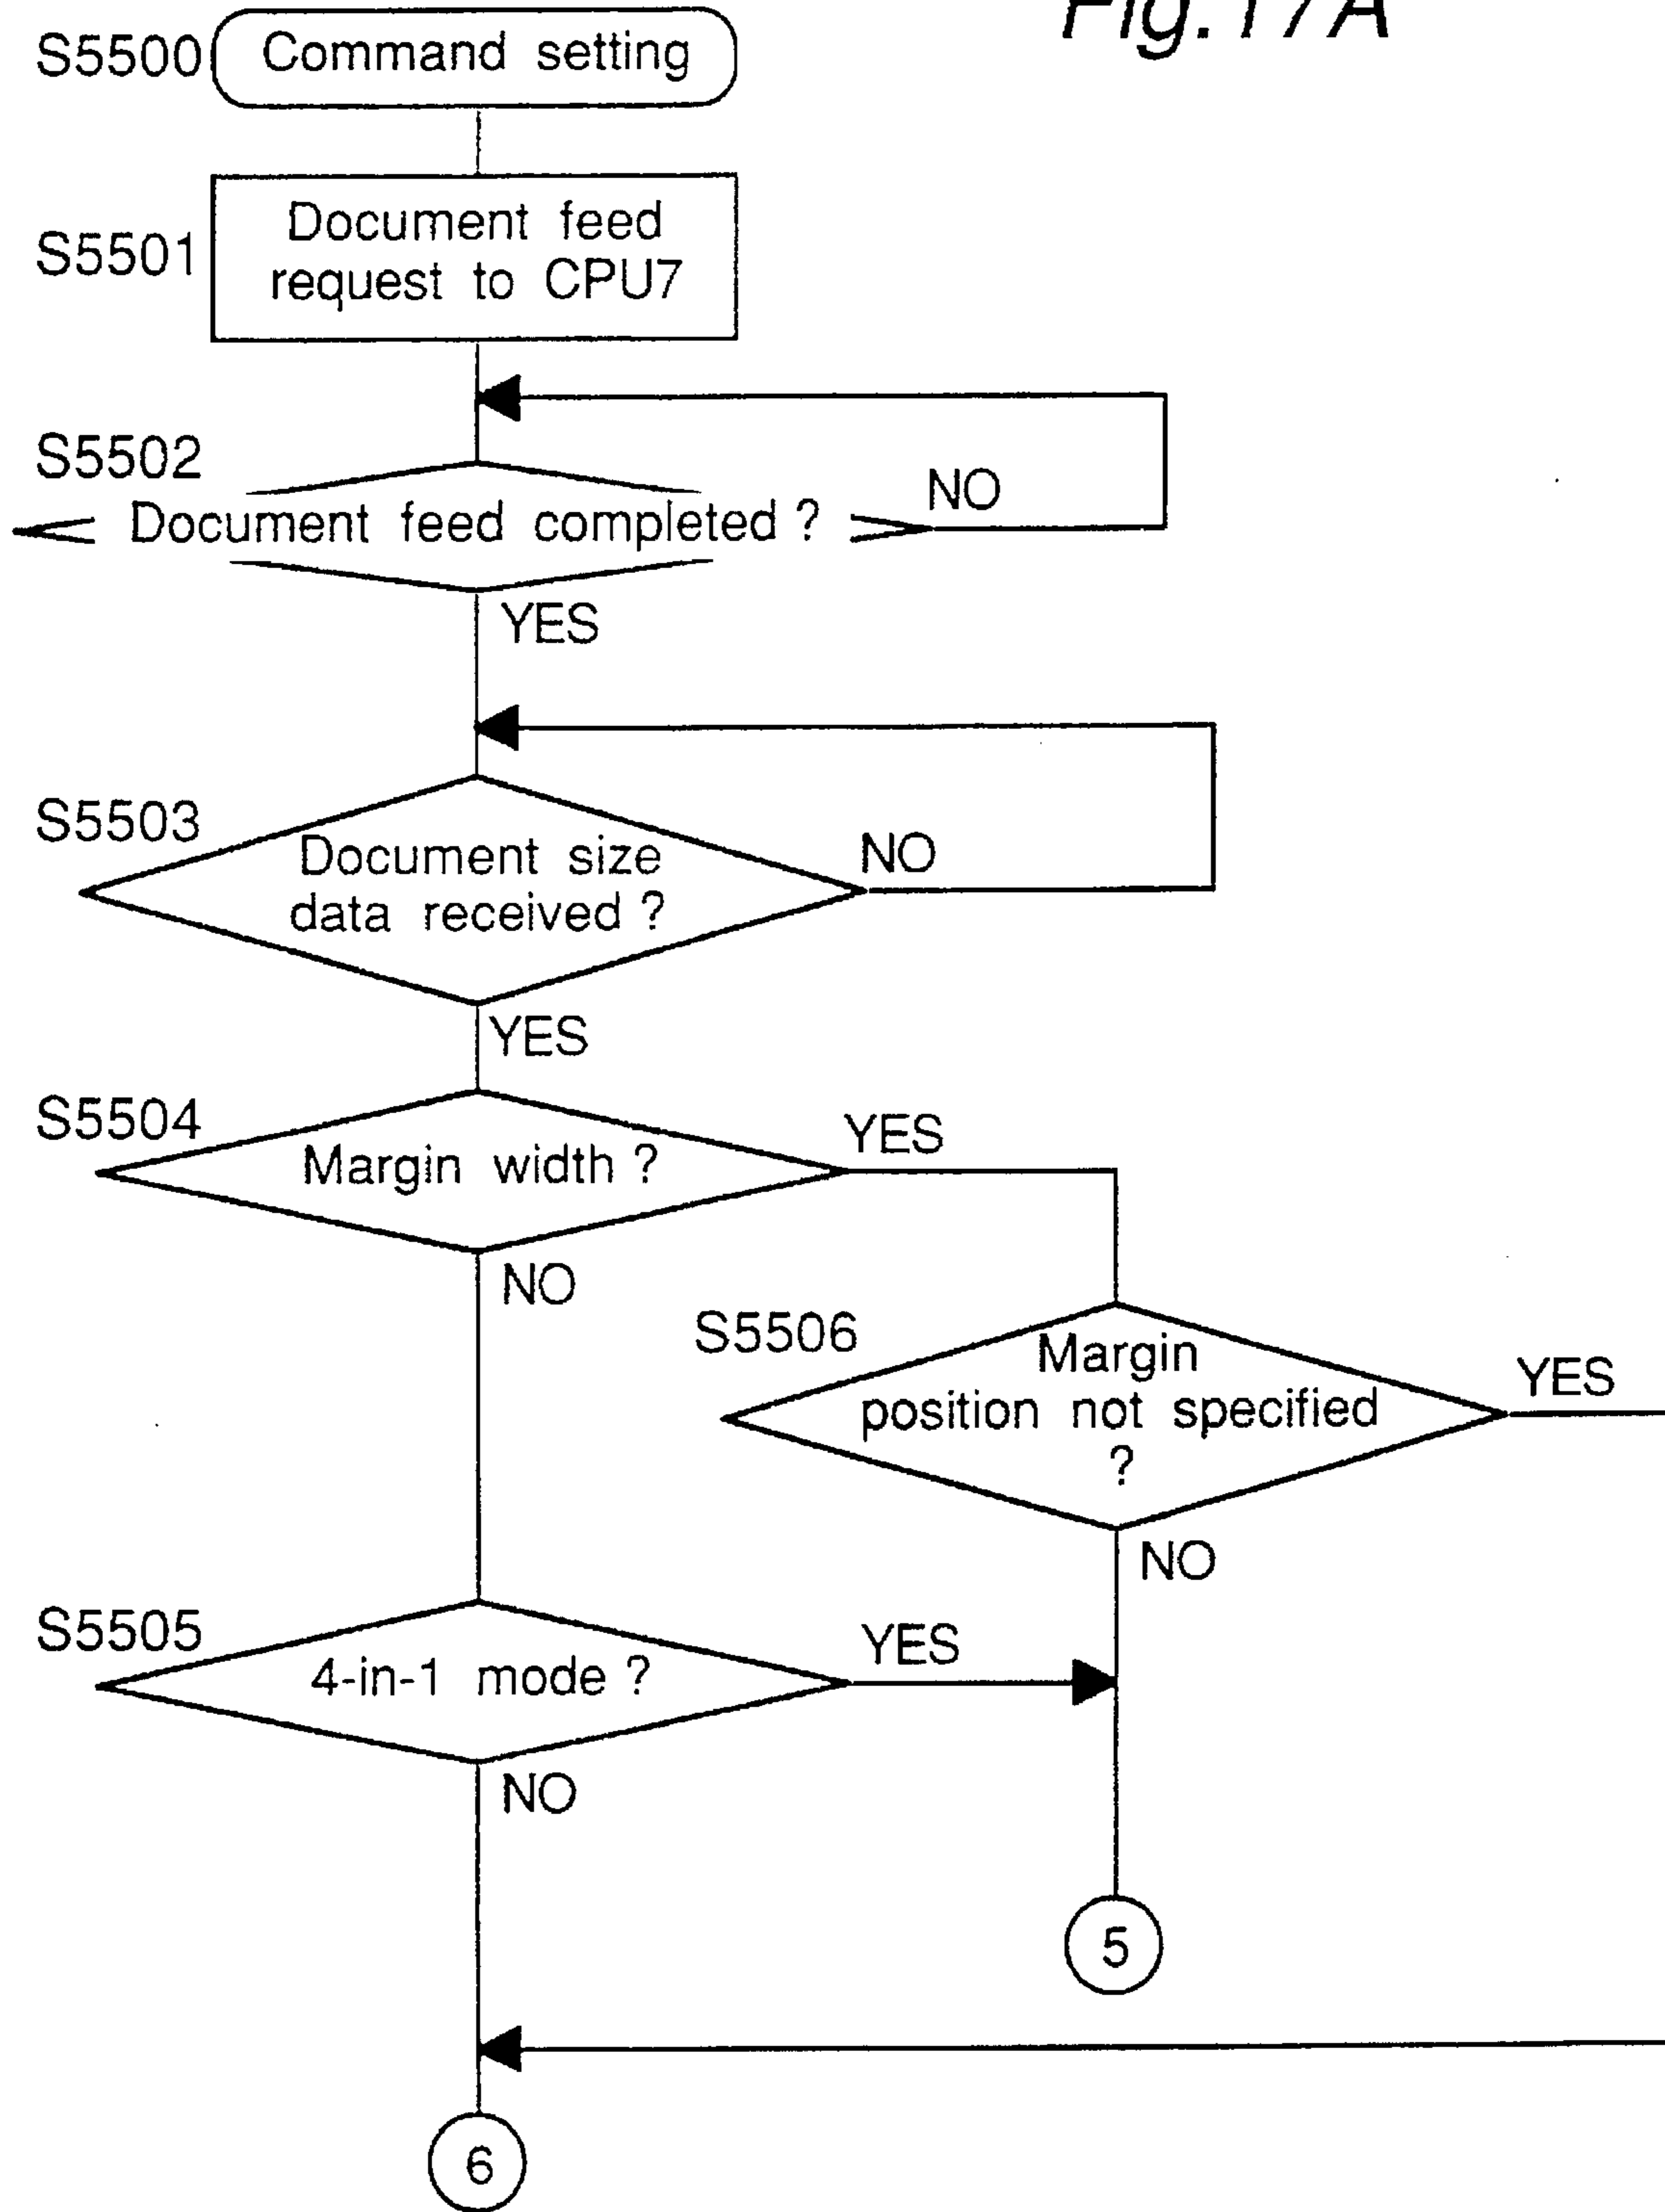 Fig.17A
S5500
Command setting
S5501
Document feed
request to CPU7
S5502
Document feed completed ?
NO
YES
S5503
Document size
data received ?
NO
YES
S5504
Margin width ?
YES
NO
S5506
Margin
position not specified
?
YES
NO
S5505
4-in-1 mode ?
YES
NO
5
6